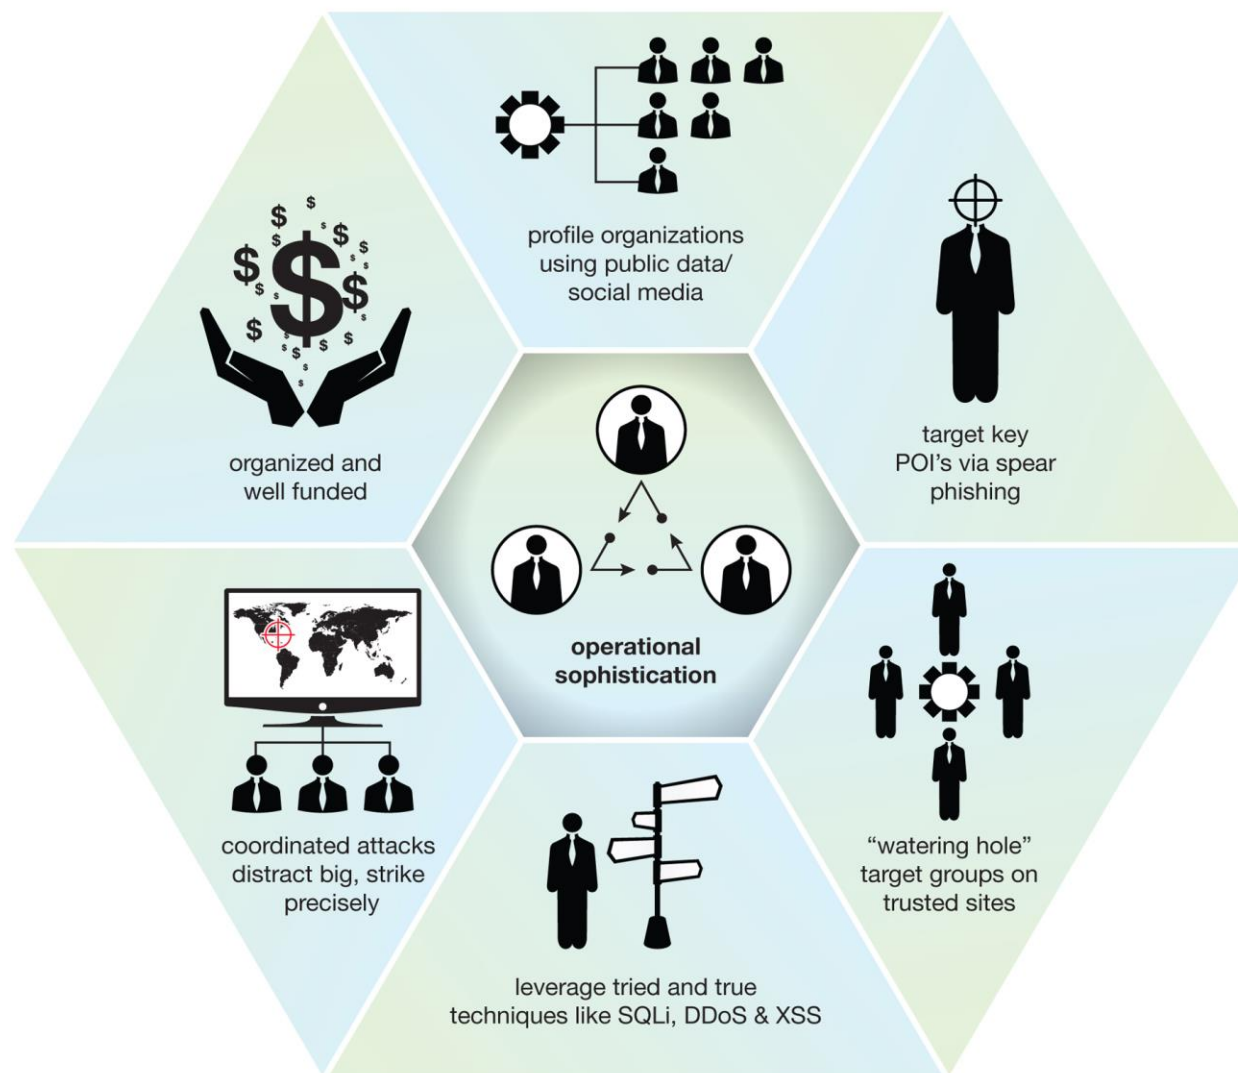 profile organizations
using public data/
social media
target key
POI's via spear
phishing
organized and
well funded
$ $ $ $ $ $ $ $ $ $ $ $ $ $ $ $ $ $ $ $ $ $ $
operational
sophistication
“watering hole”
target groups on
trusted sites
coordinated attacks
distract big, strike
precisely
leverage tried and true
techniques like SQLi, DDoS & XSS